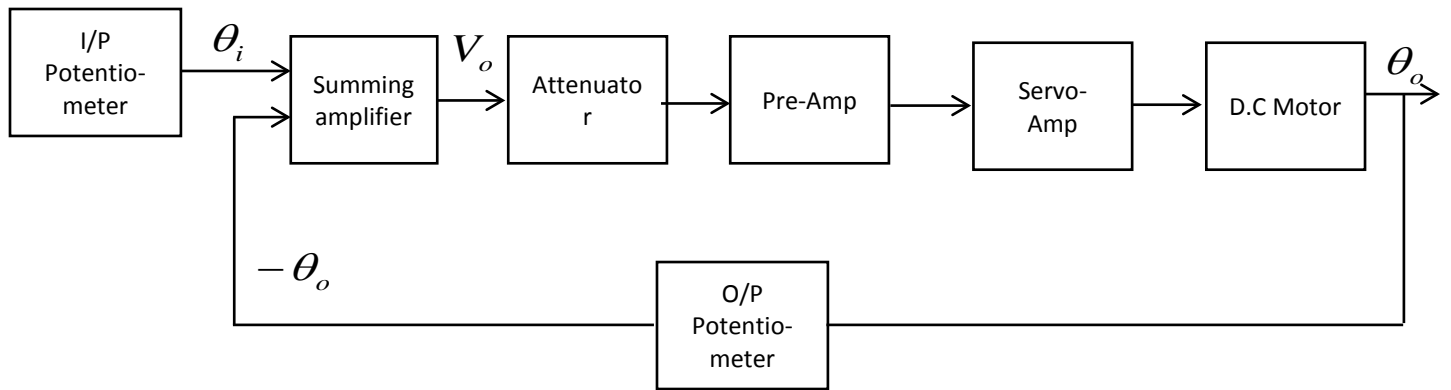 I/P
Potentio-
meter
θᵢ
Summing
amplifier
Vₒ
Attenuato
r
Pre-Amp
Servo-
Amp
D.C Motor
θₒ
−θₒ
O/P
Potentio-
meter